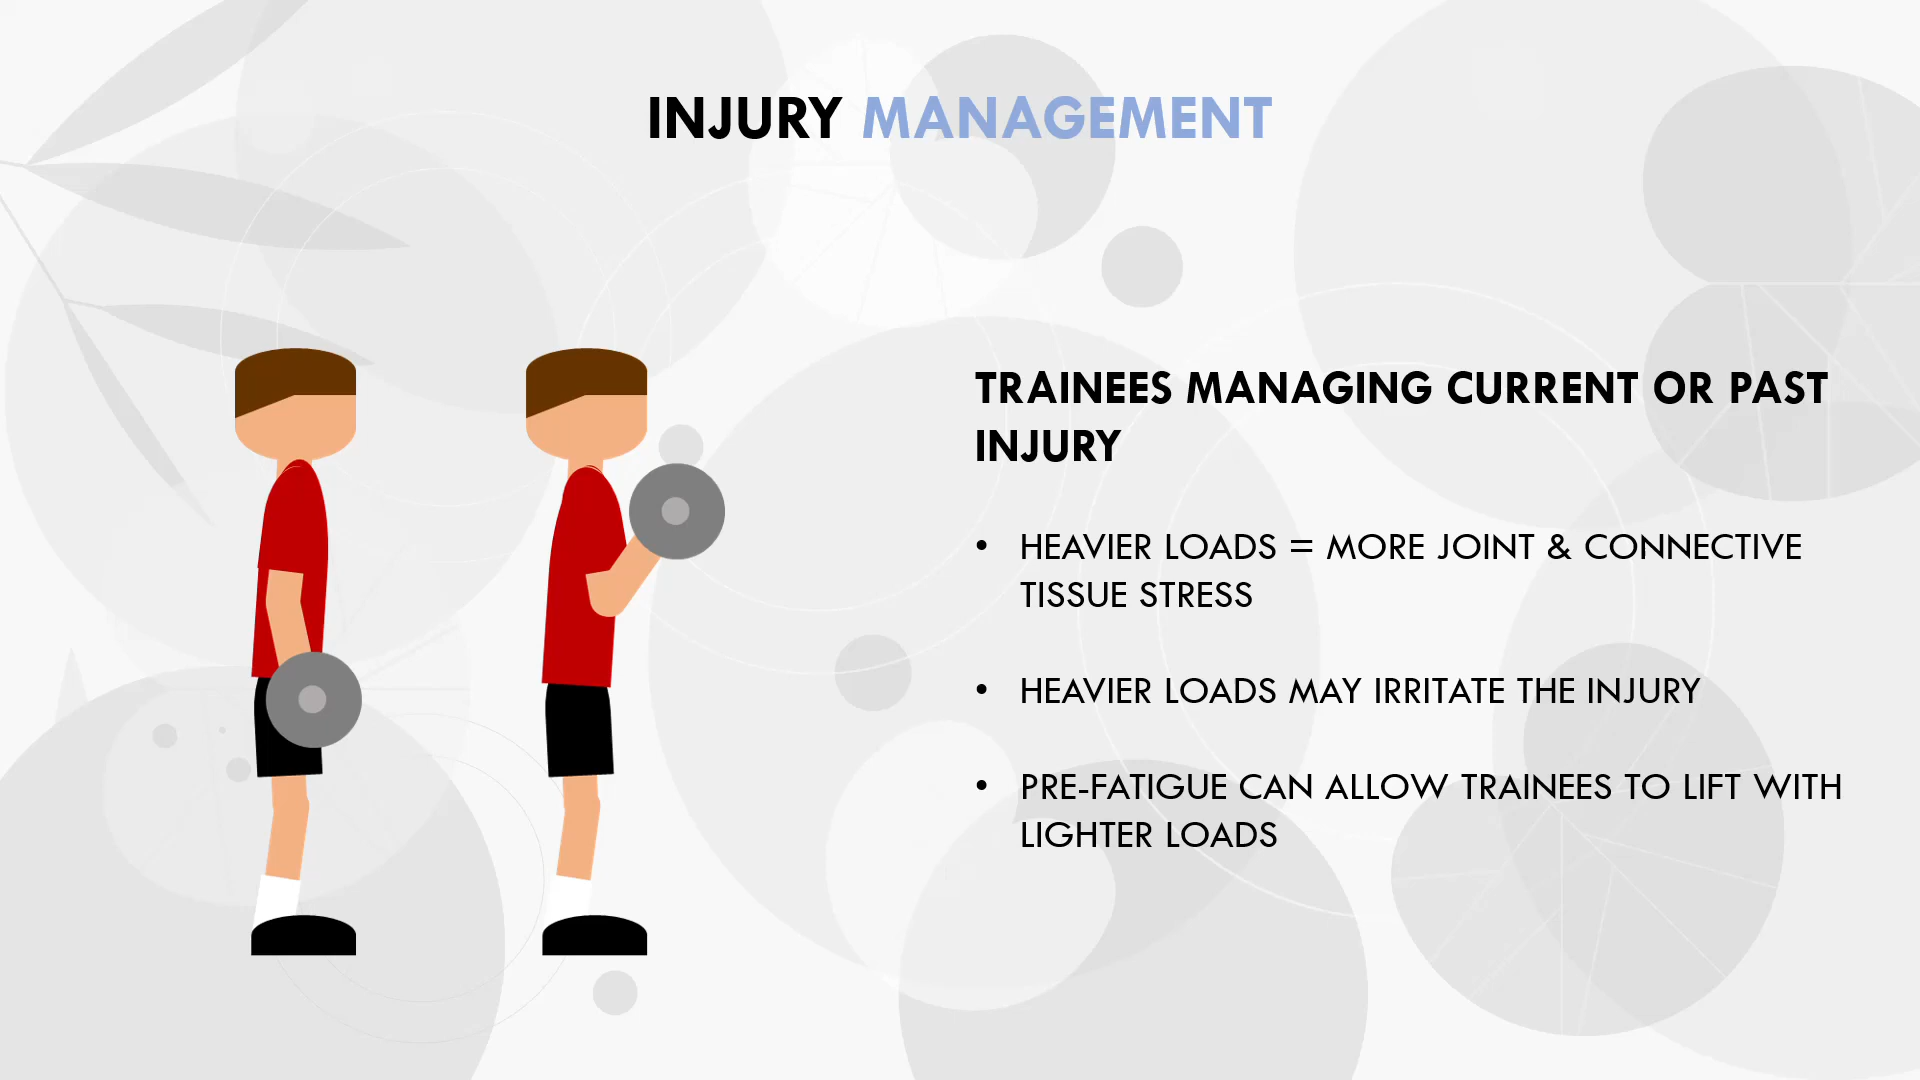 INJURY MANAGEMENT
TRAINEES MANAGING CURRENT OR PAST
INJURY
• HEAVIER LOADS = MORE JOINT & CONNECTIVE
TISSUE STRESS
• HEAVIER LOADS MAY IRRITATE THE INJURY
• PRE-FATIGUE CAN ALLOW TRAINEES TO LIFT WITH
LIGHTER LOADS